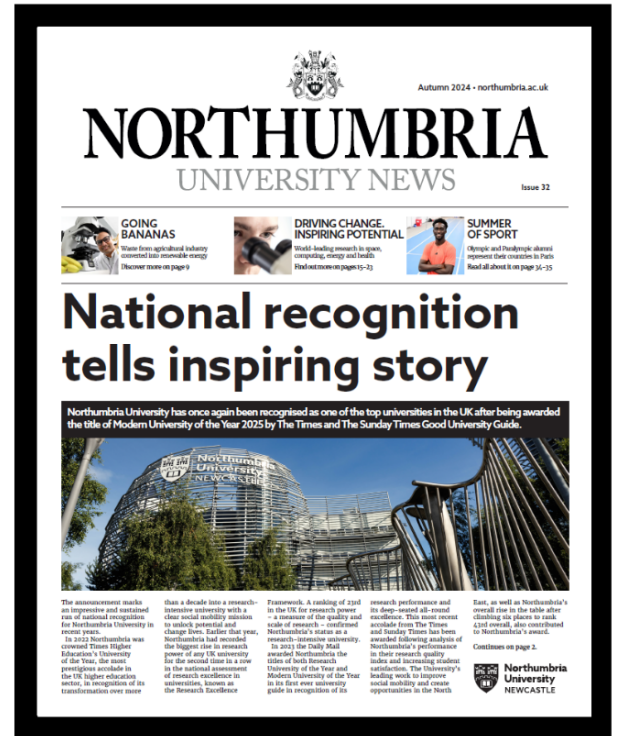 Autumn 2024 • northumbria.ac.uk
NORTHUMBRIA
UNIVERSITY NEWS
Issue 32
GOING
BANANAS
Waste from agricultural industry
converted into renewable energy
Discover more on page 9
DRIVING CHANGE.
INSPIRING POTENTIAL
World-leading research in space,
computing, energy and health
Find out more on pages 15–23
SUMMER
OF SPORT
Olympic and Paralympic alumni
represent their countries in Paris
Read all about it on page 34–35
National recognition
tells inspiring story
Northumbria University has once again been recognised as one of the top universities in the UK after being awarded
the title of Modern University of the Year 2025 by The Times and The Sunday Times Good University Guide.
Northumbria
University
NEWCASTLE
The announcement marks
an impressive and sustained
run of national recognition
for Northumbria University in
recent years.
In 2022 Northumbria was
crowned Times Higher
Education's University
of the Year, the most
prestigious accolade in
the UK higher education
sector, in recognition of its
transformation over more
than a decade into a research-
intensive university with a
clear social mobility mission
to unlock potential and
change lives. Earlier that year,
Northumbria had recorded
the biggest rise in research
power of any UK university
for the second time in a row
in the national assessment
of research excellence in
universities, known as
the Research Excellence
Framework. A ranking of 23rd
in the UK for research power
– a measure of the quality and
scale of research – confirmed
Northumbria's status as a
research-intensive university.
In 2023 the Daily Mail
awarded Northumbria the
titles of both Research
University of the Year and
Modern University of the Year
in its first ever university
guide in recognition of its
research performance and
its deep-seated all-round
excellence. This most recent
accolade from The Times
and Sunday Times has been
awarded following analysis of
Northumbria's performance
in their research quality
index and increasing student
satisfaction. The University's
leading work to improve
social mobility and create
opportunities in the North
East, as well as Northumbria's
overall rise in the table after
climbing six places to rank
43rd overall, also contributed
to Northumbria's award.
Continues on page 2.
Northumbria
University
NEWCASTLE